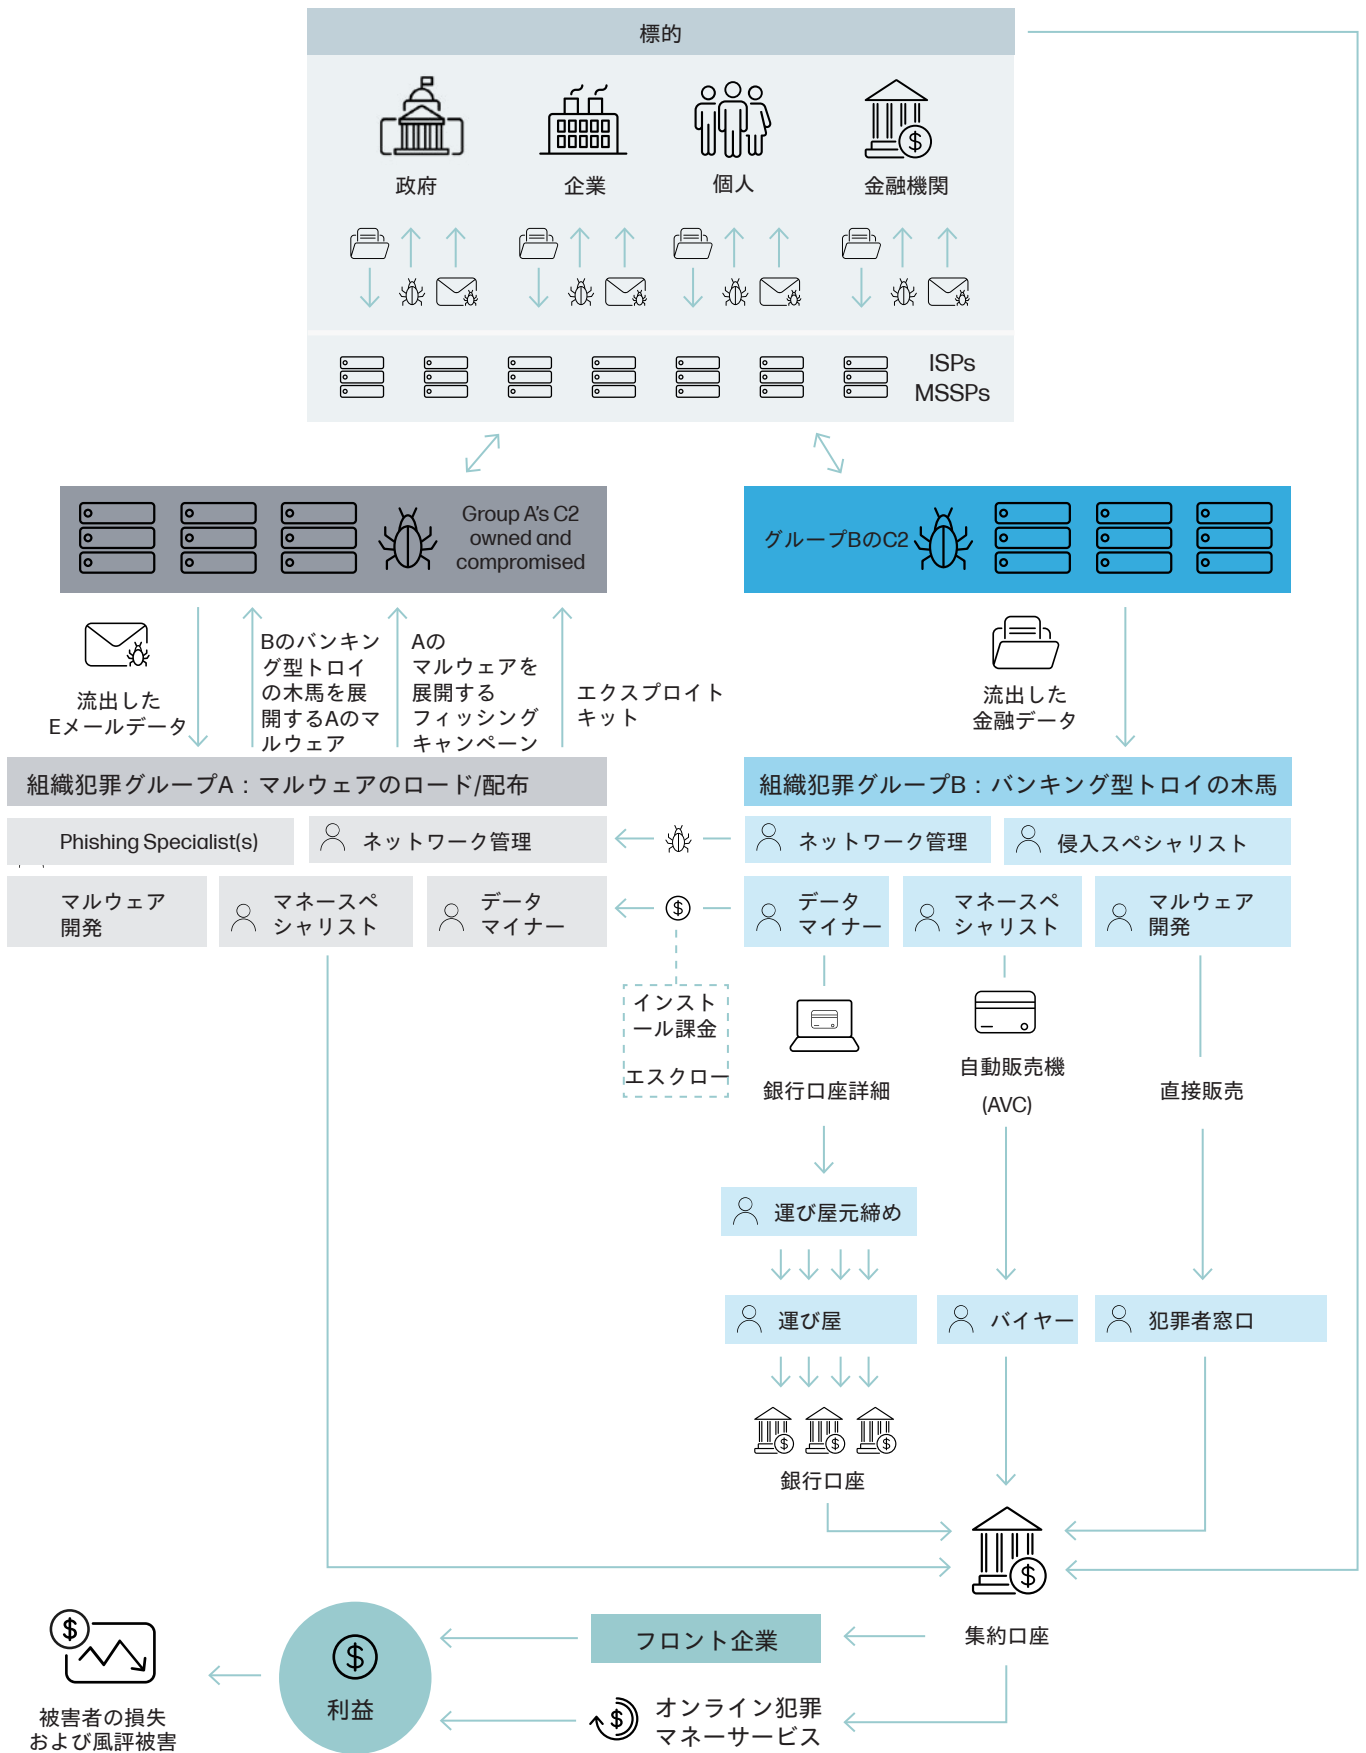 標的
政府
企業
個人
金融機関
ISPs
MSSPs
Group A's C2
owned and
compromised
グループBのC2
流出した
Eメールデータ
Bのバンキン
グ型トロイ
の木馬を展
開するAのマ
ルウェア
Aの
マルウェアを
展開する
フィッシング
キャンペーン
エクスプロイト
キット
流出した
金融データ
組織犯罪グループA：マルウェアのロード/配布
Phishing Specialist(s)
ネットワーク管理
マルウェア
開発
マネースペ
シャリスト
データ
マイナー
組織犯罪グループB：バンキング型トロイの木馬
ネットワーク管理
侵入スペシャリスト
データ
マイナー
マネースペ
シャリスト
マルウェア
開発
インスト
ール課金
エスクロー
銀行口座詳細
自動販売機
(AVC)
直接販売
運び屋元締め
運び屋
バイヤー
犯罪者窓口
銀行口座
集約口座
フロント企業
オンライン犯罪
マネーサービス
利益
被害者の損失
および風評被害